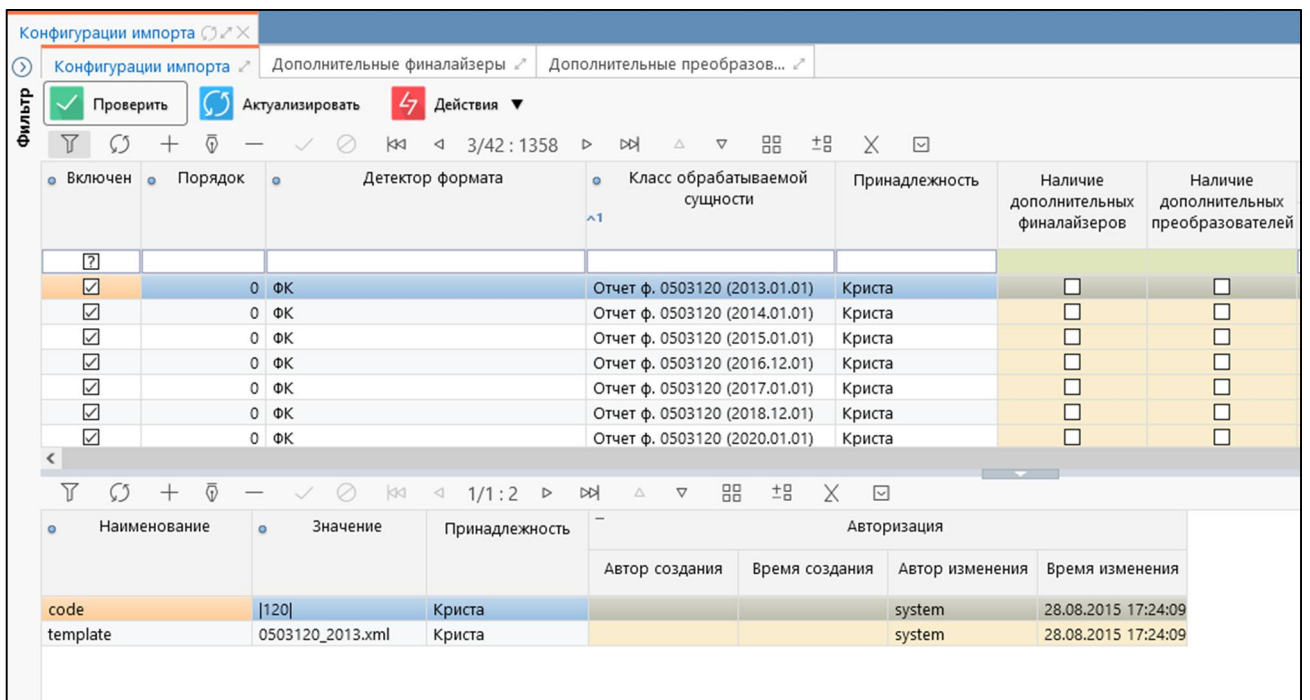 Конфигурации импорта
Конфигурации импорта Дополнительные финалайзеры Дополнительные преобразов...
Фильтр
Проверить Актуализировать Действия
3/42 : 1358
Включен Порядок Детектор формата Класс обрабатываемой сущности Принадлежность Наличие дополнительных финалайзеров Наличие дополнительных преобразователей
^1
?
0 ФК Отчет ф. 0503120 (2013.01.01) Криста
0 ФК Отчет ф. 0503120 (2014.01.01) Криста
0 ФК Отчет ф. 0503120 (2015.01.01) Криста
0 ФК Отчет ф. 0503120 (2016.12.01) Криста
0 ФК Отчет ф. 0503120 (2017.01.01) Криста
0 ФК Отчет ф. 0503120 (2018.12.01) Криста
0 ФК Отчет ф. 0503120 (2020.01.01) Криста
1/1 : 2
Наименование Значение Принадлежность Авторизация
Автор создания Время создания Автор изменения Время изменения
code |120| Криста system 28.08.2015 17:24:09
template 0503120_2013.xml Криста system 28.08.2015 17:24:09